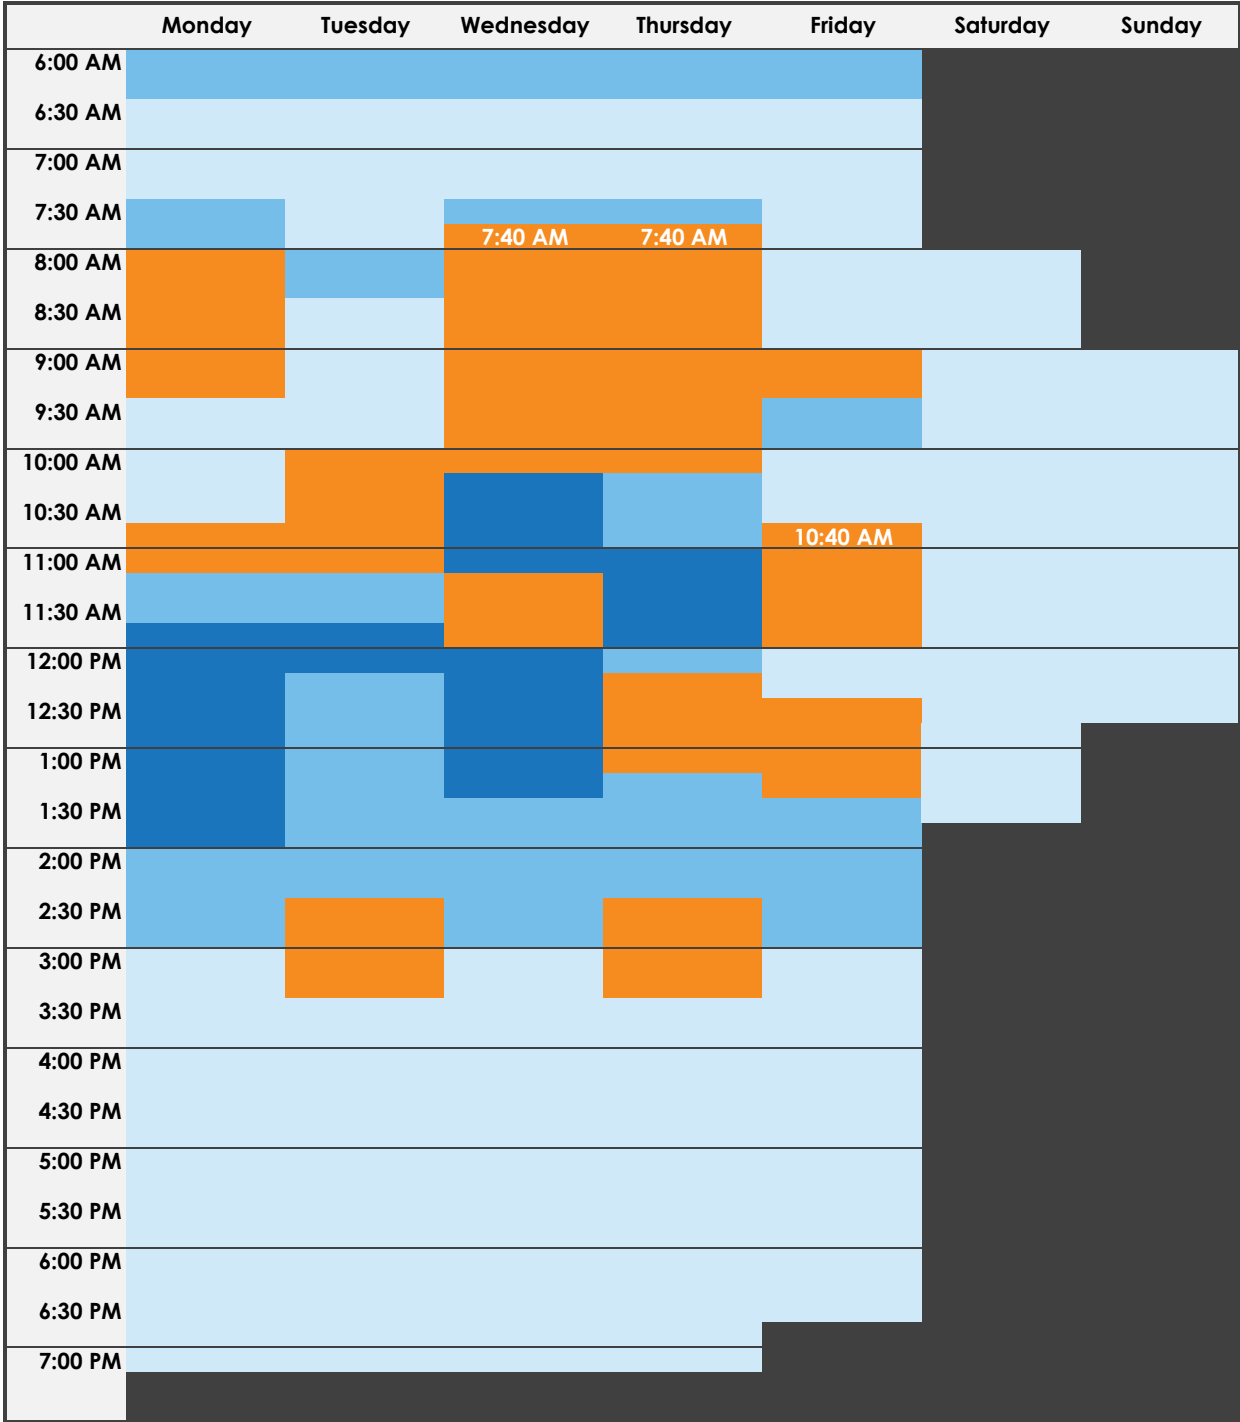 Monday Tuesday Wednesday Thursday Friday Saturday Sunday
6:00 AM
6:30 AM
7:00 AM
7:30 AM
7:40 AM 7:40 AM
8:00 AM
8:30 AM
9:00 AM
9:30 AM
10:00 AM
10:30 AM
10:40 AM
11:00 AM
11:30 AM
12:00 PM
12:30 PM
1:00 PM
1:30 PM
2:00 PM
2:30 PM
3:00 PM
3:30 PM
4:00 PM
4:30 PM
5:00 PM
5:30 PM
6:00 PM
6:30 PM
7:00 PM